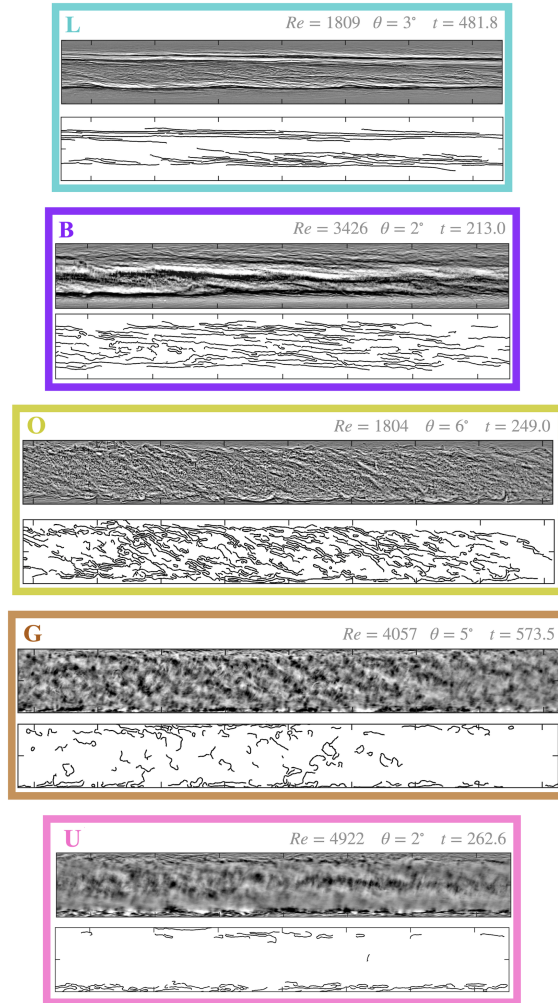 L
Re = 1809 θ = 3° t = 481.8
B
Re = 3426 θ = 2° t = 213.0
O
Re = 1804 θ = 6° t = 249.0
G
Re = 4057 θ = 5° t = 573.5
U
Re = 4922 θ = 2° t = 262.6